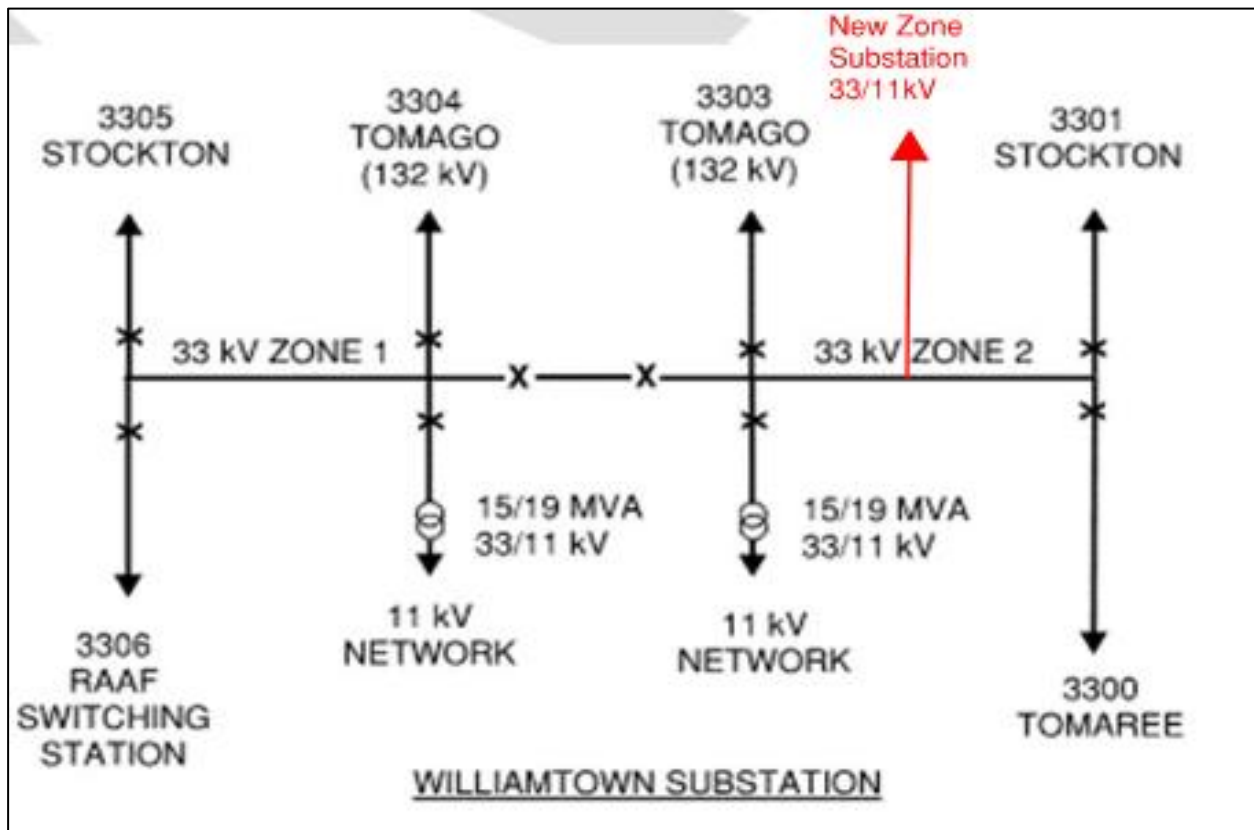 New Zone
Substation
33/11kV
3305
STOCKTON
3304
TOMAGO
(132 kV)
3303
TOMAGO
(132 kV)
3301
STOCKTON
33 kV ZONE 1
33 kV ZONE 2
15/19 MVA
33/11 kV
15/19 MVA
33/11 kV
11 kV
NETWORK
11 kV
NETWORK
3306
RAAF
SWITCHING
STATION
3300
TOMAREE
WILLIAMTOWN SUBSTATION